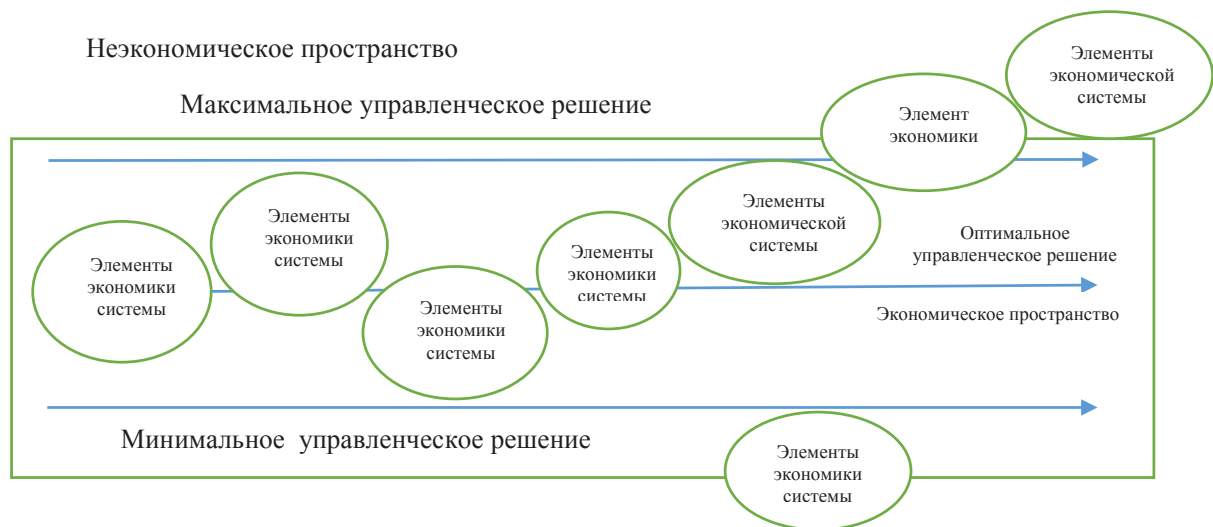 Неэкономическое пространство
Максимальное управленческое решение
Элементы
экономической
системы
Элемент
экономики
Элементы
экономики
системы
Элементы
экономической
системы
Элементы
экономики
системы
Элементы
экономики
системы
Элементы
экономики
системы
Оптимальное
управленческое решение
Экономическое пространство
Минимальное управленческое решение
Элементы
экономики
системы